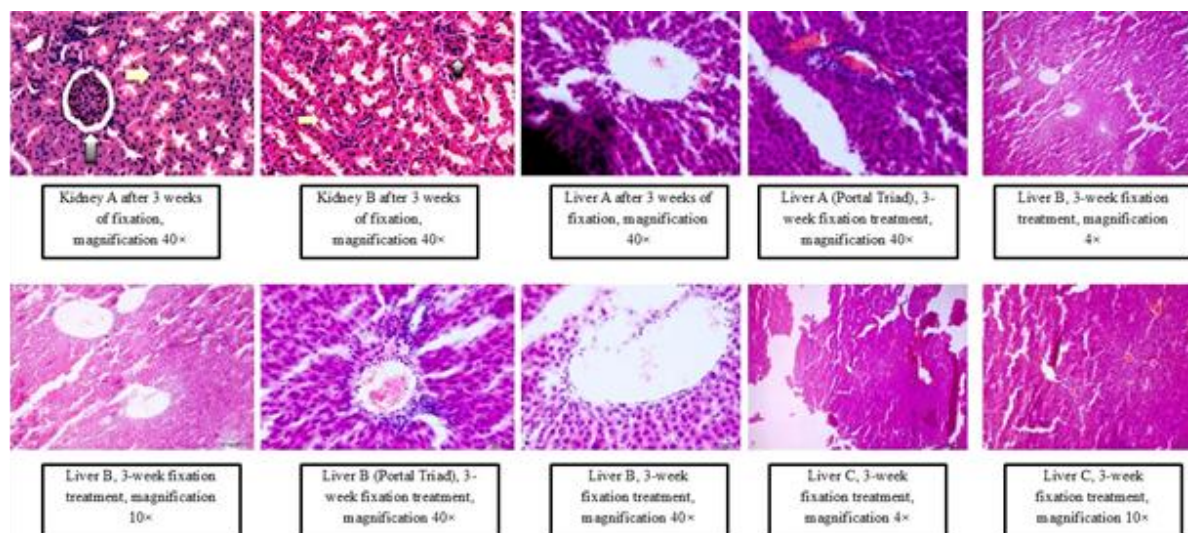 Kidney A after 3 weeks
of fixation,
magnification 40×
Kidney B after 3 weeks
of fixation,
magnification 40×
Liver A after 3 weeks of
fixation, magnification
40×
Liver A (Portal Triad), 3-
week fixation treatment,
magnification 40×
Liver B, 3-week fixation
treatment, magnification
4×
Liver B, 3-week fixation
treatment, magnification
10×
Liver B (Portal Triad), 3-
week fixation treatment,
magnification 40×
Liver B, 3-week
fixation treatment,
magnification 40×
Liver C, 3-week
fixation treatment,
magnification 4×
Liver C, 3-week
fixation treatment,
magnification 10×